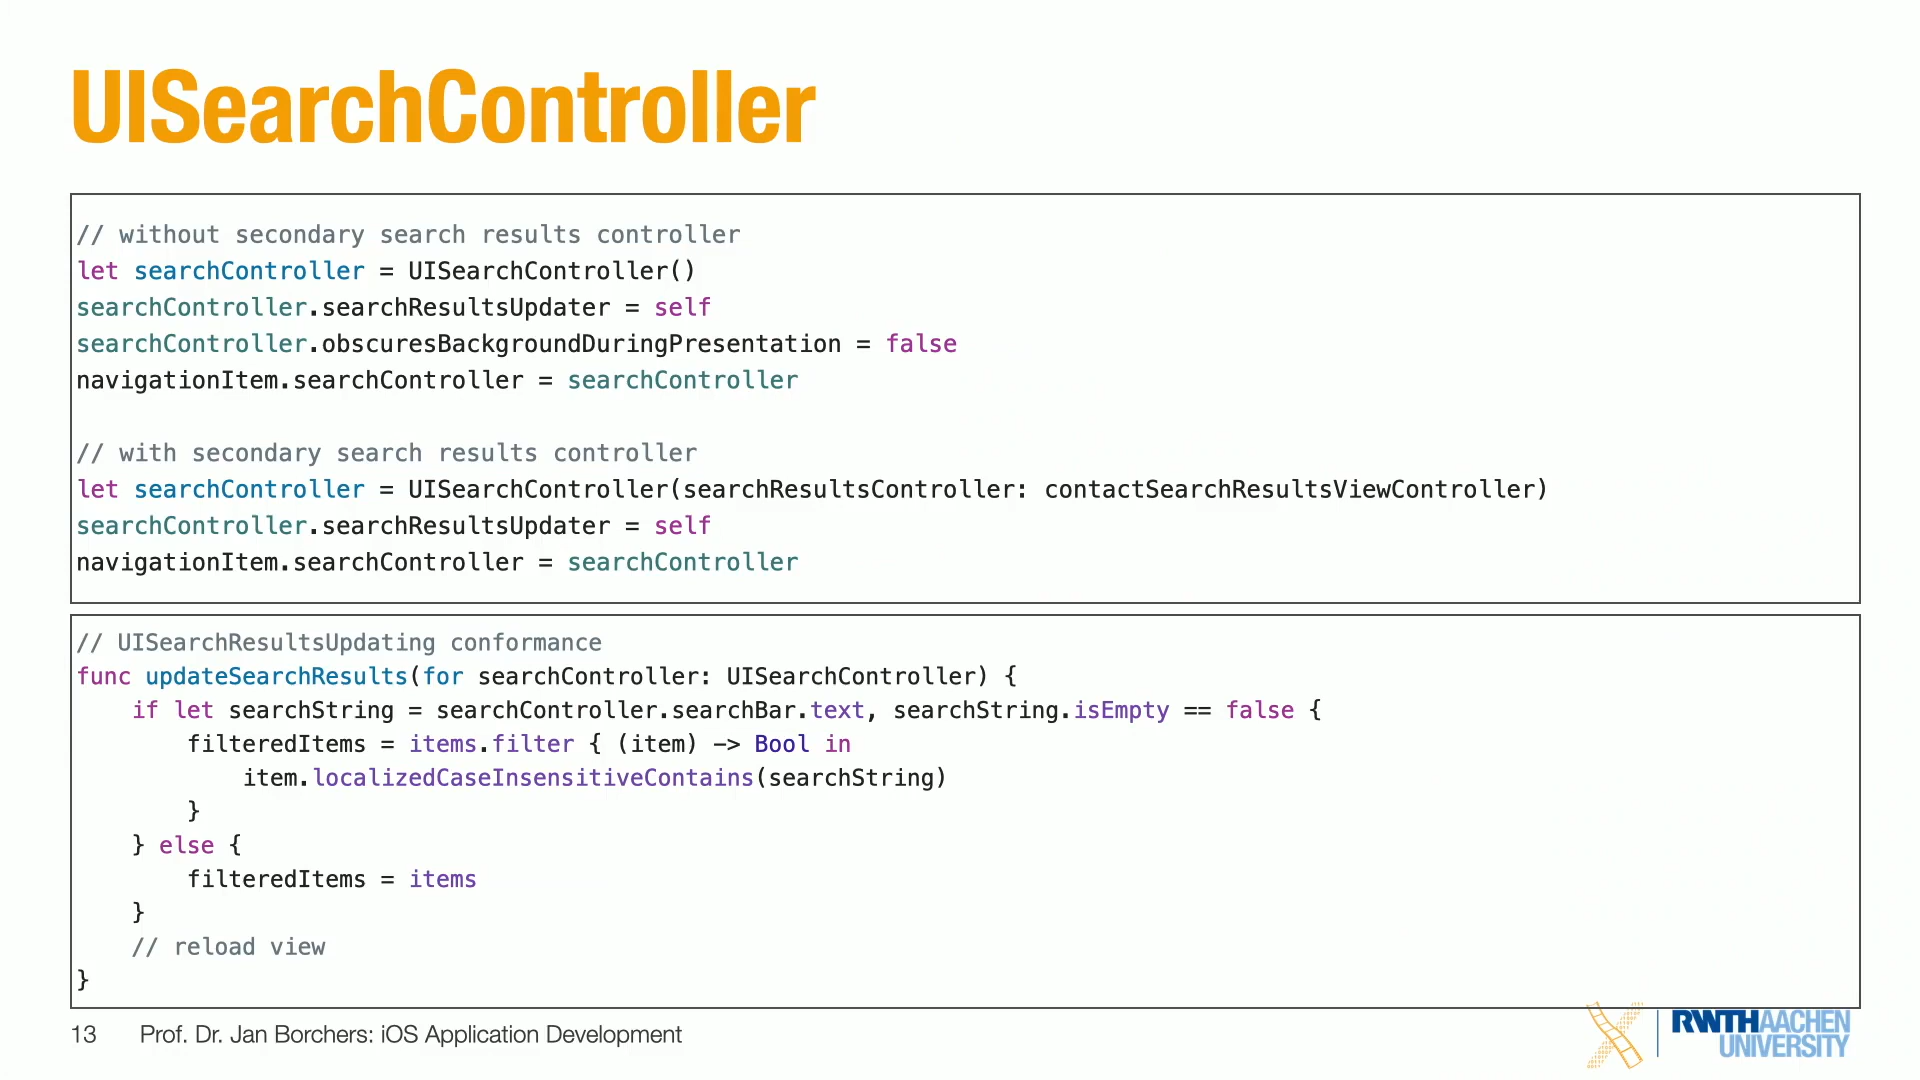 UISearchController
// without secondary search results controller
let searchController = UISearchController()
searchController.searchResultsUpdater = self
searchController.obscuresBackgroundDuringPresentation = false
navigationItem.searchController = searchController
// with secondary search results controller
let searchController = UISearchController(searchResultsController: contactSearchResultsViewController)
searchController.searchResultsUpdater = self
navigationItem.searchController = searchController
// UISearchResultsUpdating conformance
func updateSearchResults(for searchController: UISearchController) {
    if let searchString = searchController.searchBar.text, searchString.isEmpty == false {
        filteredItems = items.filter { (item) -> Bool in
            item.localizedCaseInsensitiveContains(searchString)
        }
    } else {
        filteredItems = items
    }
    // reload view
}
13 Prof. Dr. Jan Borchers: iOS Application Development
RWTHAACHEN
UNIVERSITY